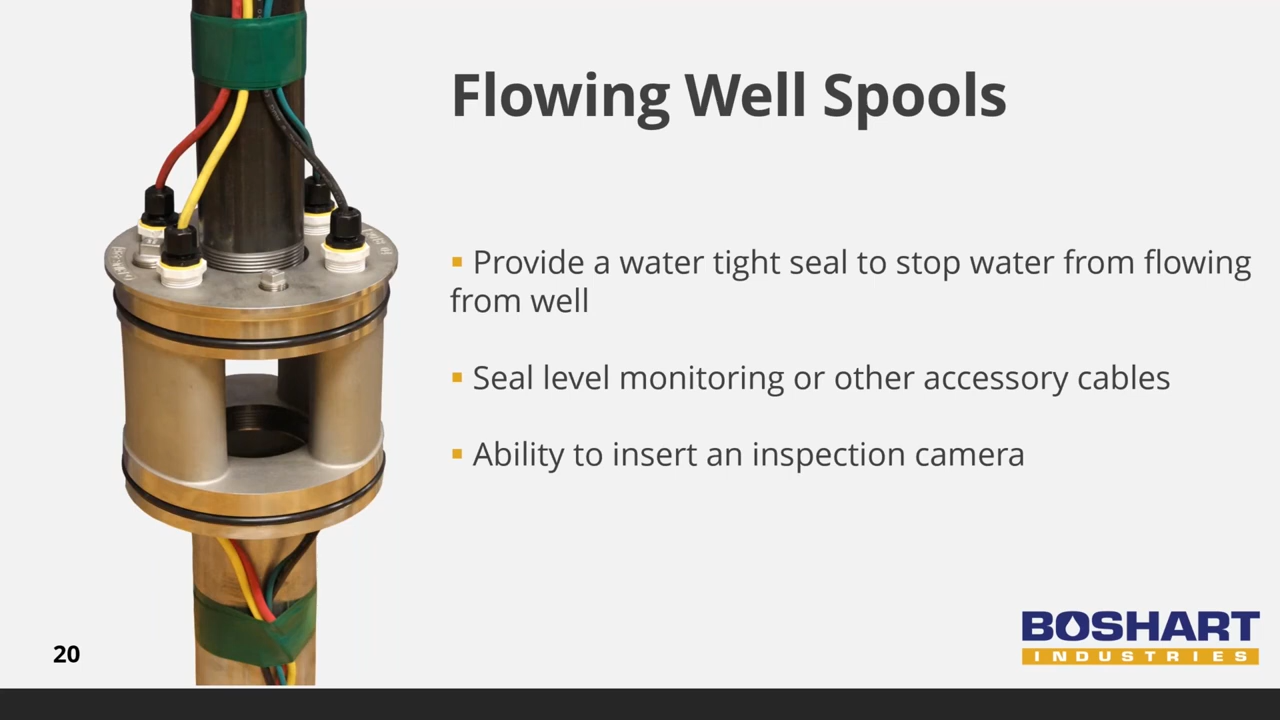 Flowing Well Spools
▪ Provide a water tight seal to stop water from flowing
from well
▪ Seal level monitoring or other accessory cables
▪ Ability to insert an inspection camera
20
BOSHART
INDUSTRIES